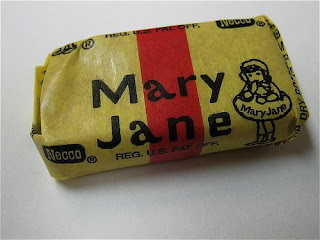 REG. U.S. PAT. OFF.
Necco ®
Mary
Jane
Mary Jane
Necco ®
REG. U.S. PAT. OFF.